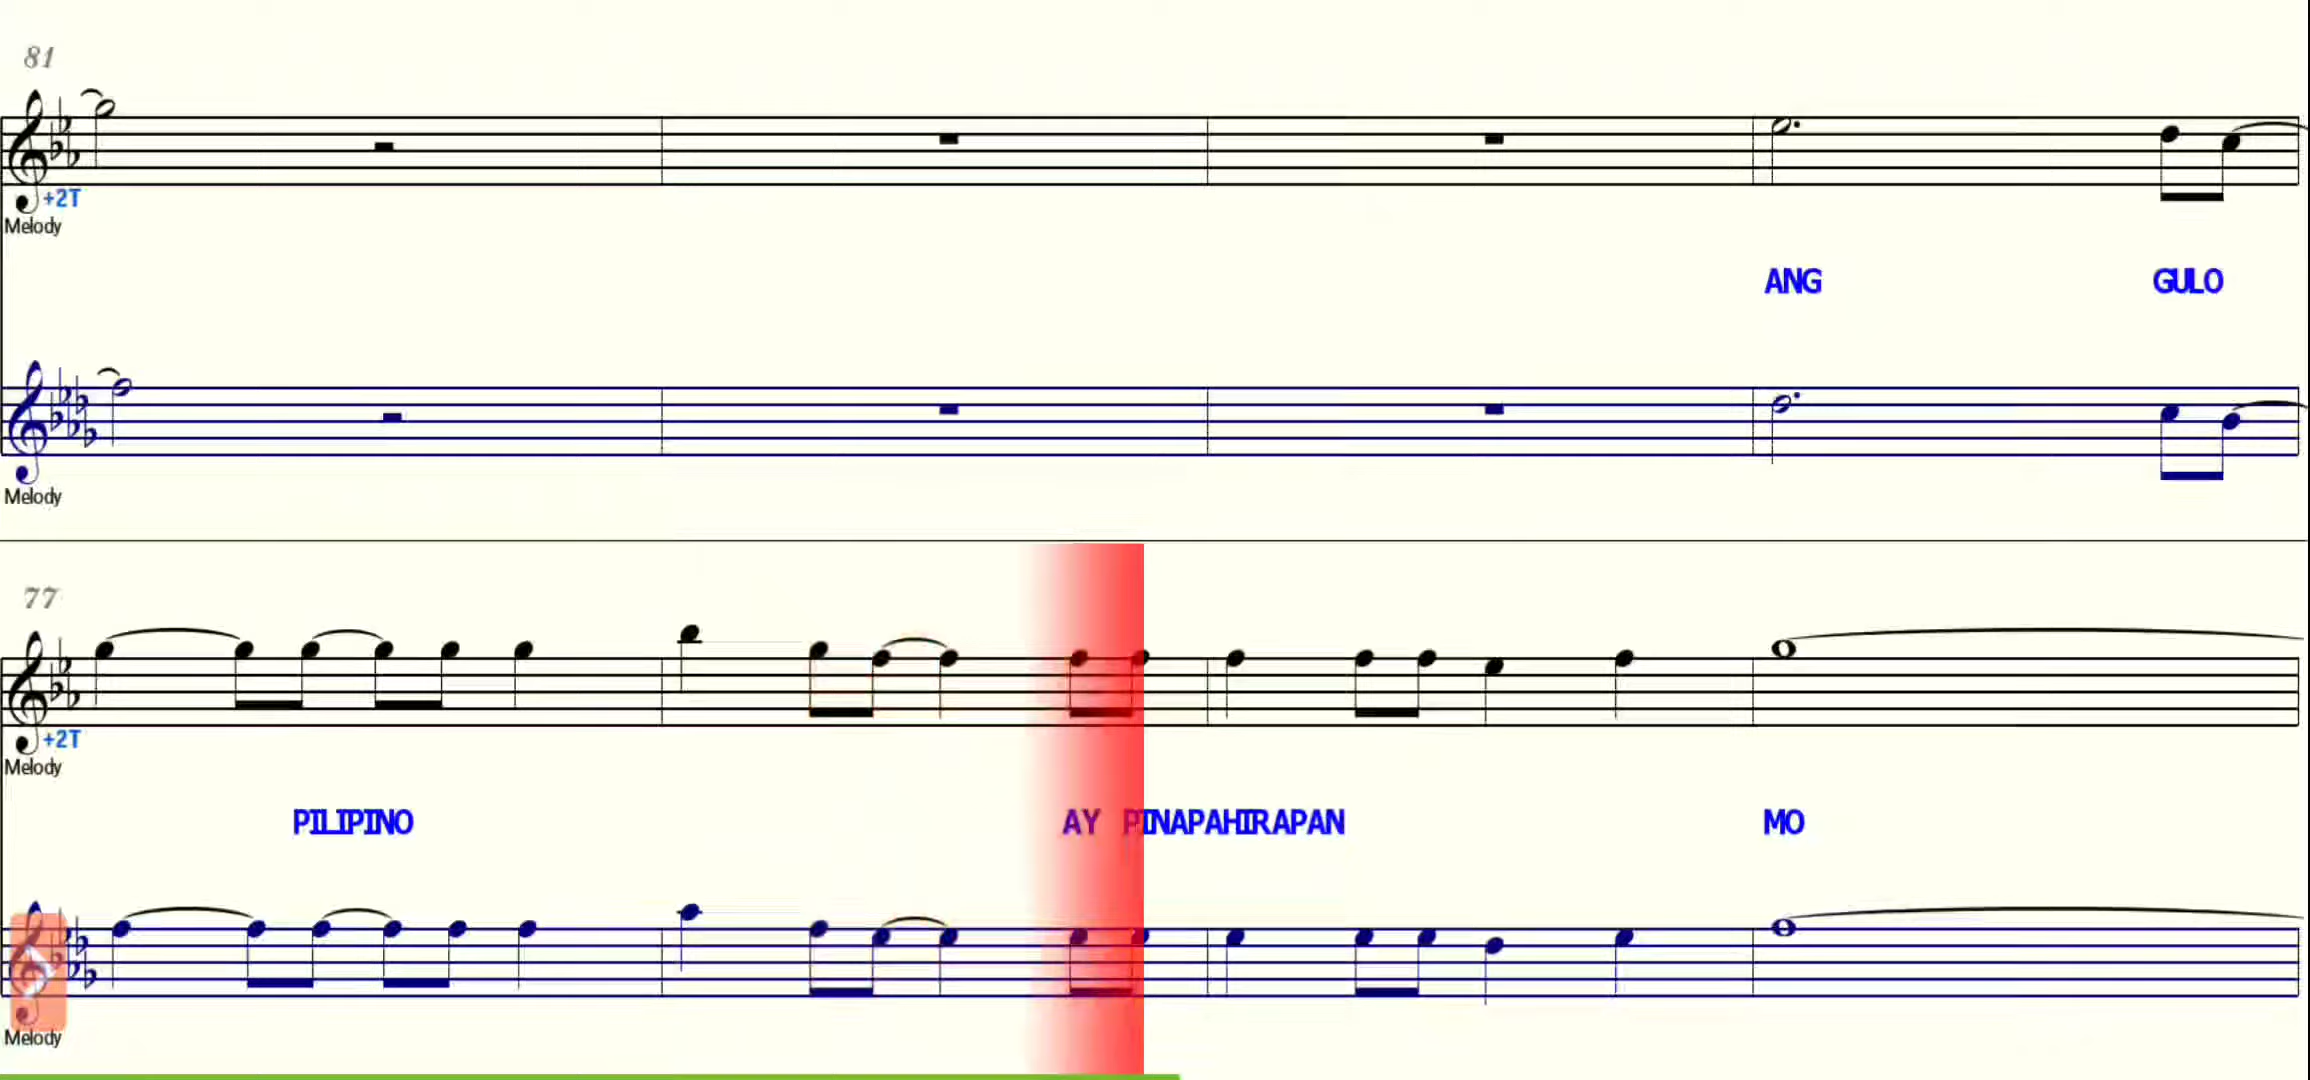 81
+2T
Melody
ANG GULO
Melody
77
+2T
Melody
PILIPINO AY PINAPAHIRAPAN MO
Melody